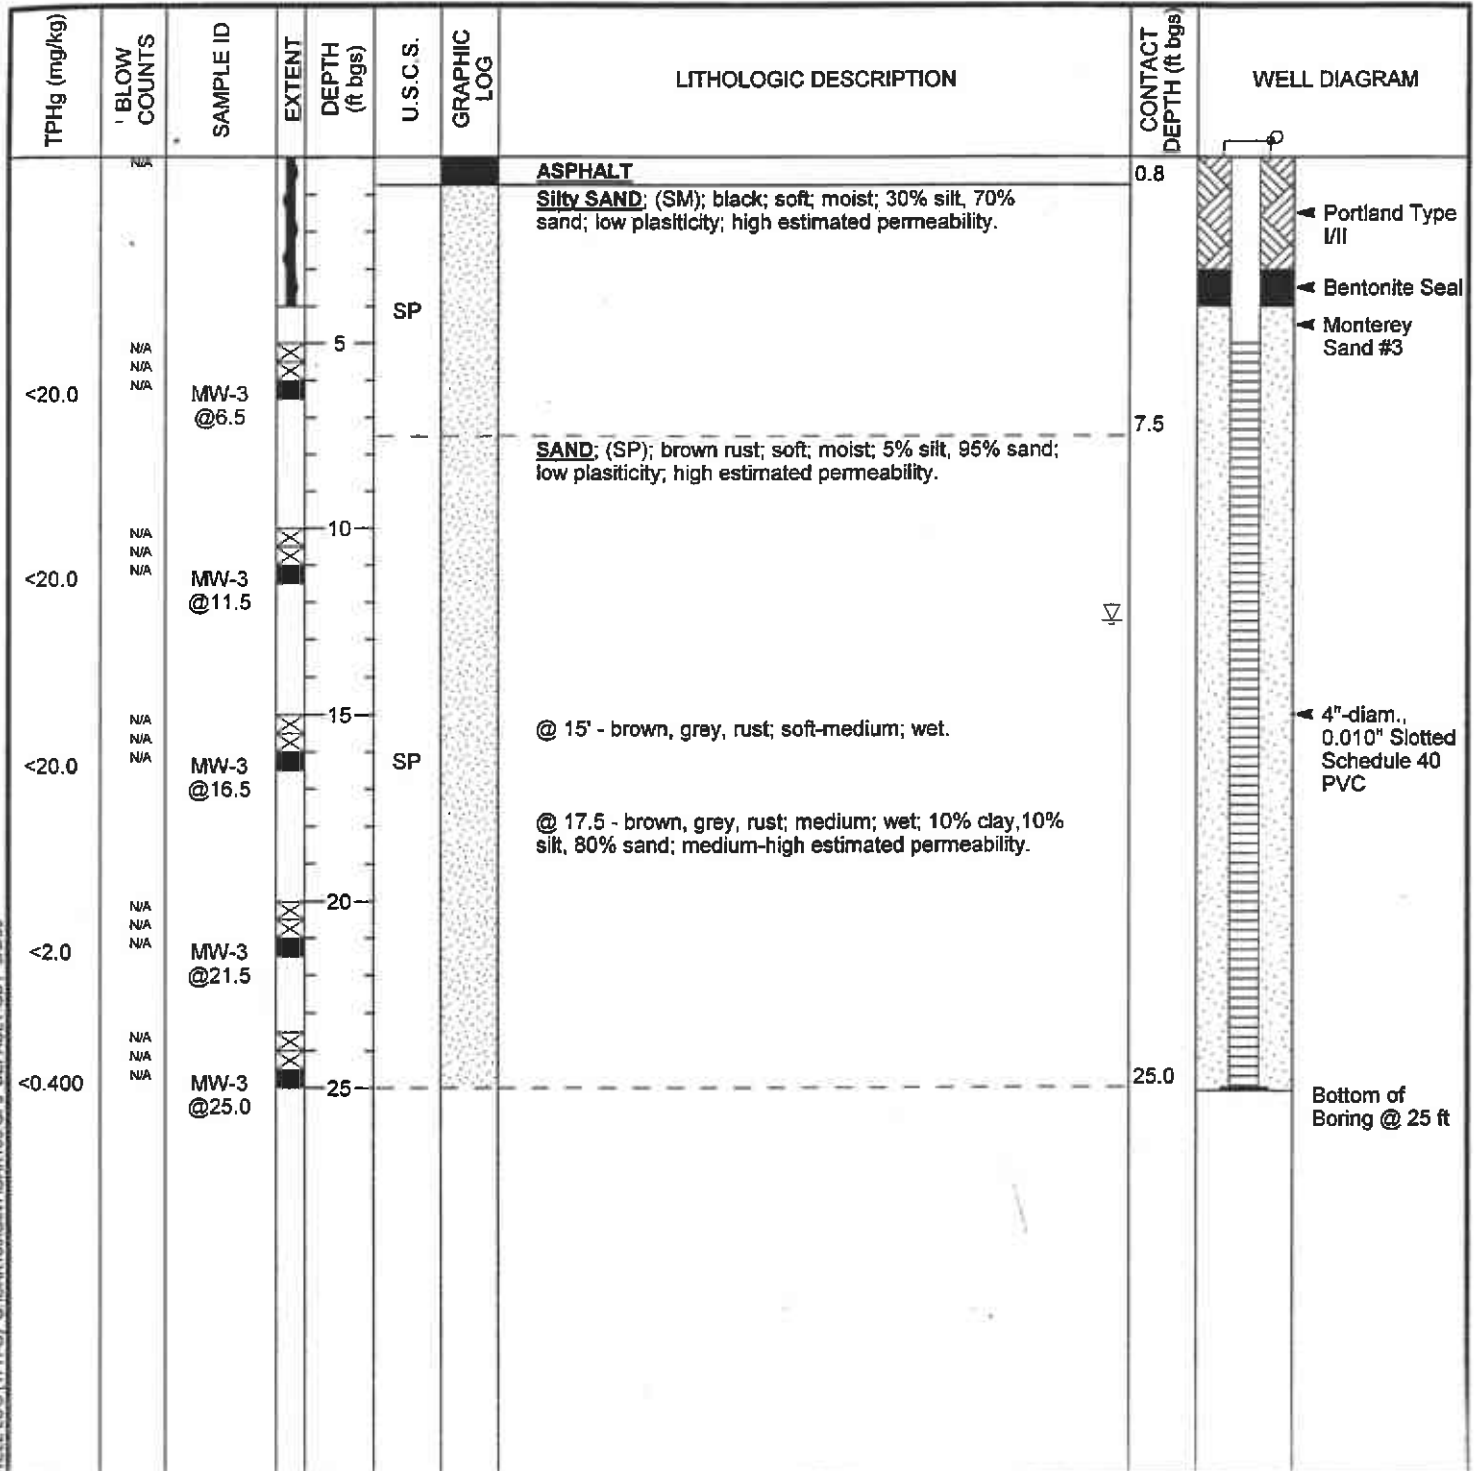 TPHg (mg/kg)
BLOW
COUNTS
SAMPLE ID
EXTENT
DEPTH
(ft bgs)
U.S.C.S.
GRAPHIC
LOG
LITHOLOGIC DESCRIPTION
CONTACT
DEPTH (ft bgs)
WELL DIAGRAM
N/A
ASPHALT
0.8
Silty SAND; (SM); black; soft; moist; 30% silt, 70%
sand; low plasiticity; high estimated permeability.
Portland Type
I/II
Bentonite Seal
SP
Monterey
Sand #3
N/A
N/A
N/A
5
<20.0
MW-3
@6.5
7.5
SAND; (SP); brown rust; soft; moist; 5% silt, 95% sand;
low plasiticity; high estimated permeability.
N/A
N/A
N/A
10
<20.0
MW-3
@11.5
N/A
N/A
N/A
15
@ 15' - brown, grey, rust; soft-medium; wet.
4"-diam.,
0.010" Slotted
Schedule 40
PVC
<20.0
MW-3
@16.5
SP
@ 17.5 - brown, grey, rust; medium; wet; 10% clay,10%
silt, 80% sand; medium-high estimated permeability.
N/A
N/A
N/A
20
<2.0
MW-3
@21.5
N/A
N/A
N/A
<0.400
MW-3
@25.0
25
25.0
Bottom of
Boring @ 25 ft